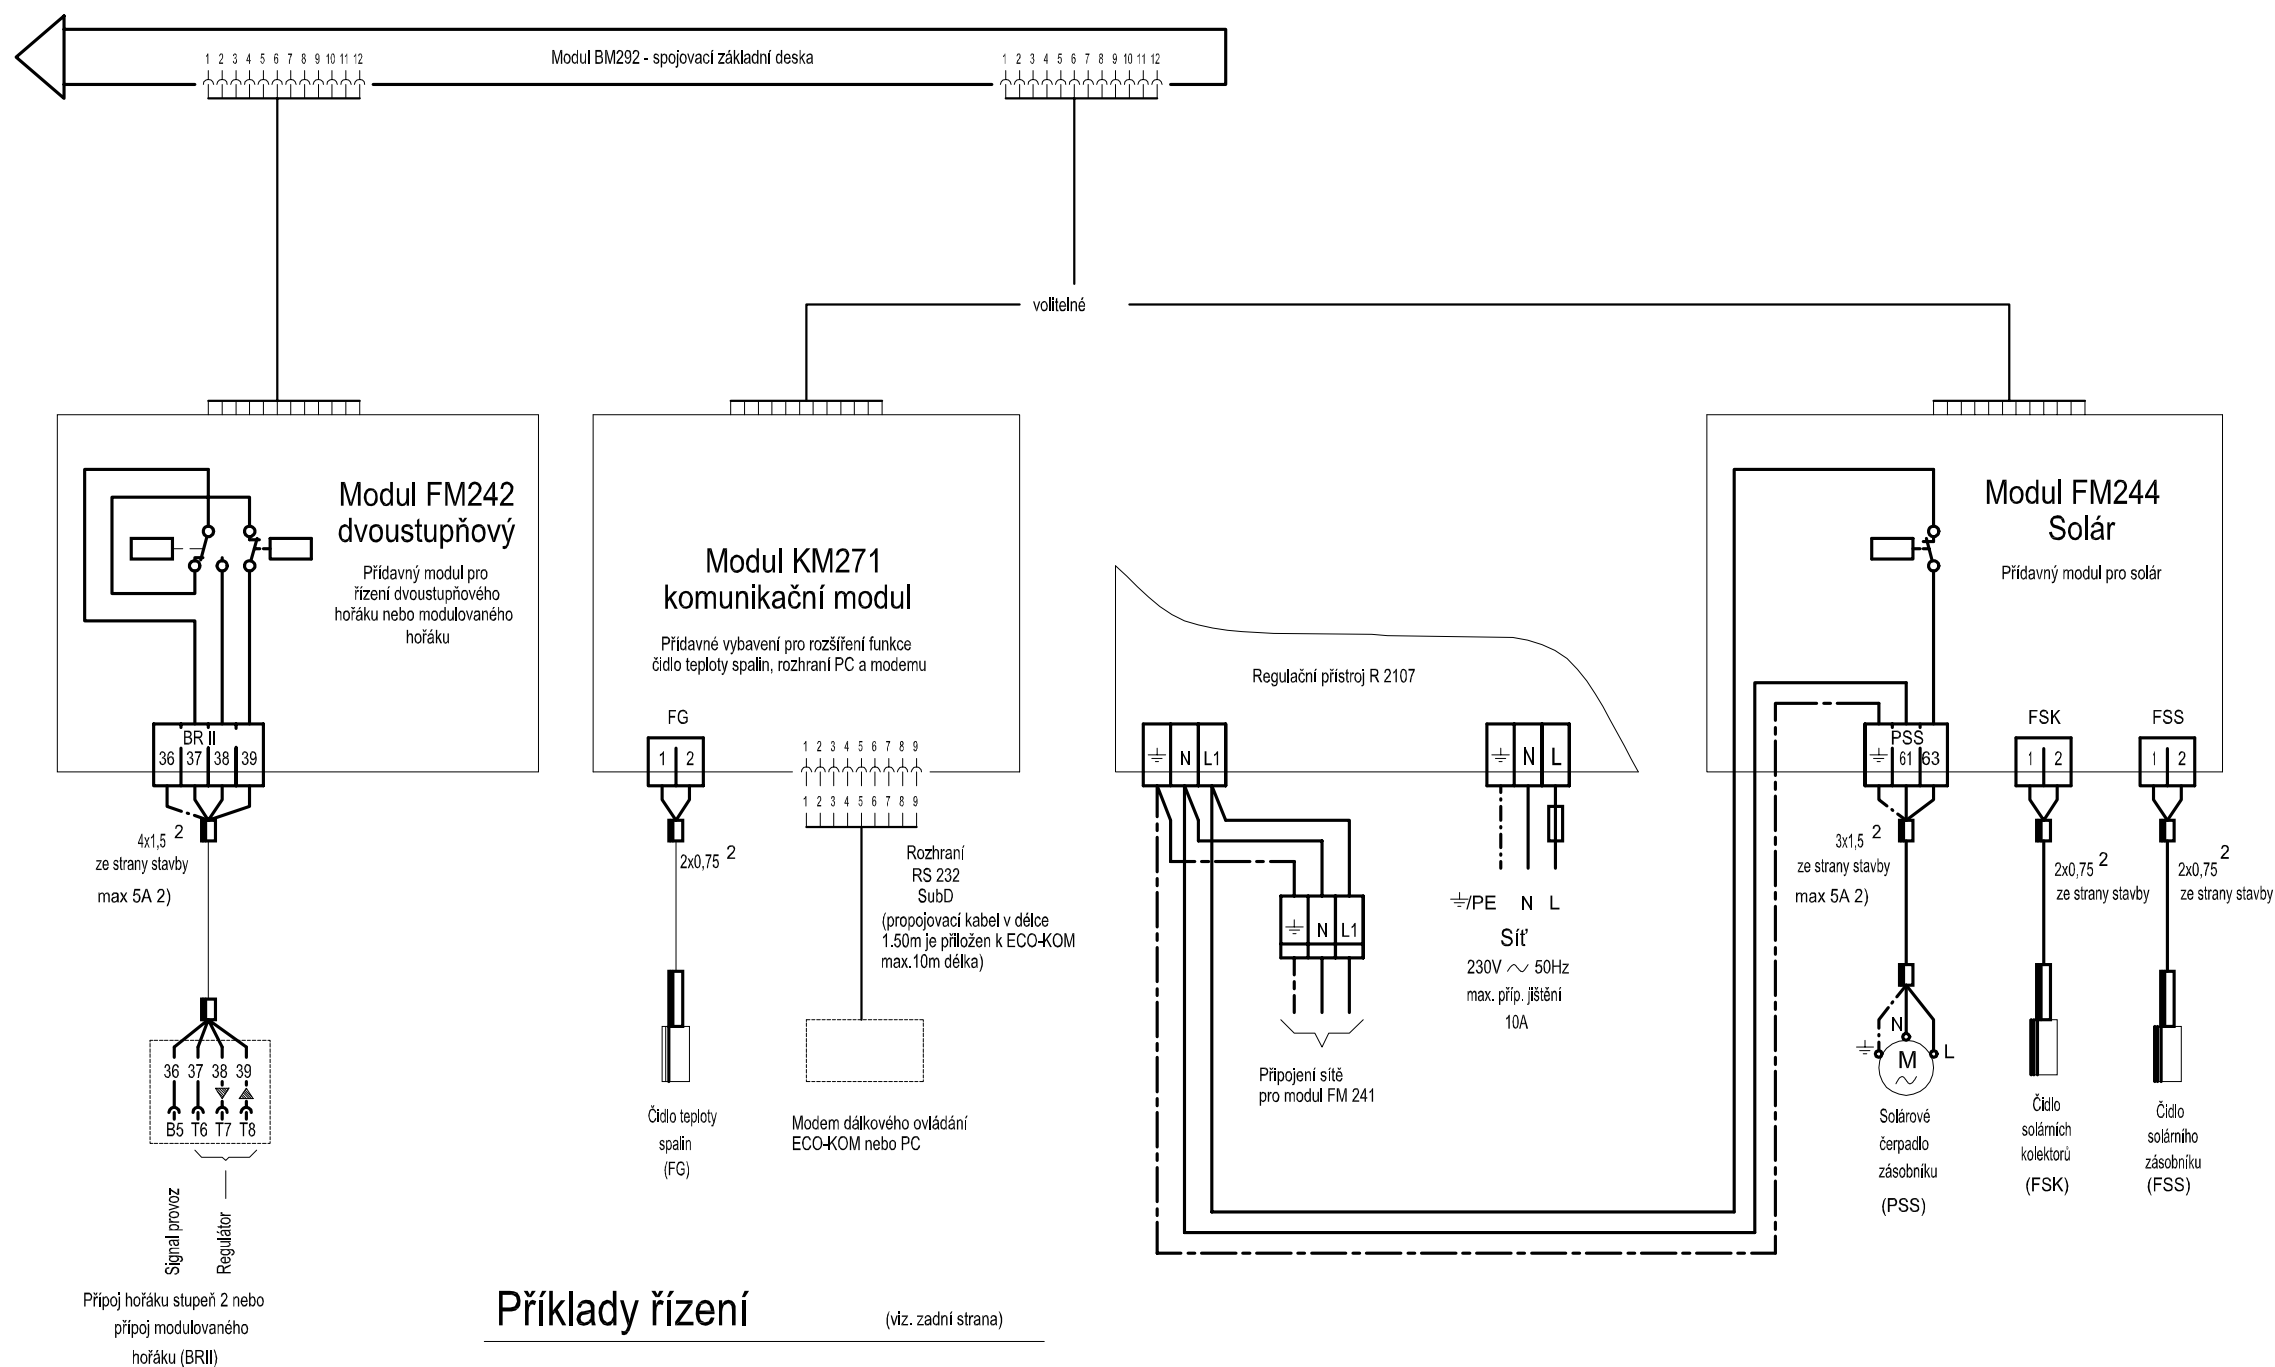 1 2 3 4 5 6 7 8 9 10 11 12
Modul BM292 - spojovací základní deska
1 2 3 4 5 6 7 8 9 10 11 12
volitelné
Modul FM242
dvoustupňový
Přídavný modul pro
řízení dvoustupňového
hořáku nebo modulovaného
hořáku
BR II
36 37 38 39
4x1,5 2
ze strany stavby
max 5A 2)
36 37 38 39
B5 T6 T7 T8
Signal provoz
Regulátor
Přípoj hořáku stupeň 2 nebo
přípoj modulovaného
hořáku (BRII)
Modul KM271
komunikační modul
Přídavné vybavení pro rozšíření funkce
čidlo teploty spalin, rozhraní PC a modemu
FG
1 2
2x0,75 2
Čidlo teploty
spalin
(FG)
1 2 3 4 5 6 7 8 9
1 2 3 4 5 6 7 8 9
Rozhraní
RS 232
SubD
(propojovací kabel v délce
1.50m je přiložen k ECO-KOM
max.10m délka)
Modem dálkového ovládání
ECO-KOM nebo PC
Regulační přístroj R 2107
⏚ N L1
⏚ N L1
Připojení sítě
pro modul FM 241
⏚ N L
⏚/PE N L
Síť
230V ~ 50Hz
max. příp. jištění
10A
Modul FM244
Solár
Přídavný modul pro solár
PSS
⏚ 61 63
3x1,5 2
ze strany stavby
max 5A 2)
N
⏚ L
M
~
Solárové
čerpadlo
zásobníku
(PSS)
FSK
1 2
2x0,75 2
ze strany stavby
Čidlo
solárních
kolektorů
(FSK)
FSS
1 2
2x0,75 2
ze strany stavby
Čidlo
solárního
zásobníku
(FSS)
Příklady řízení
(viz. zadní strana)